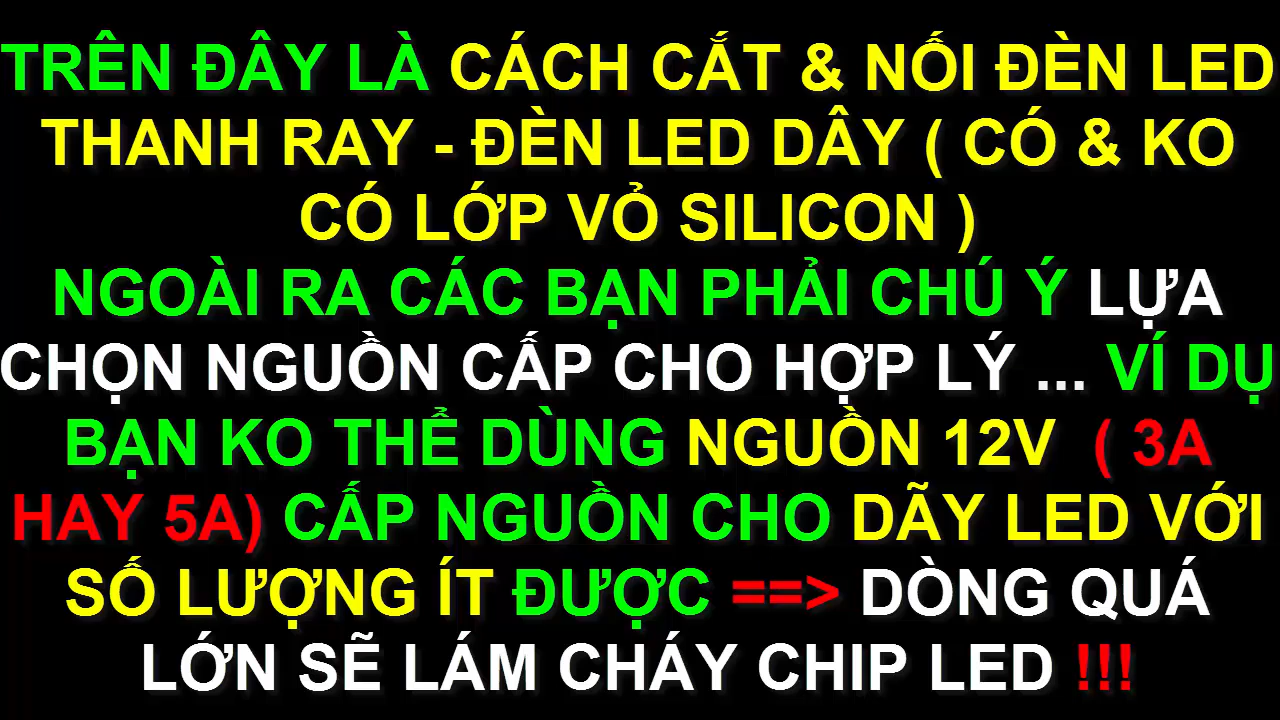 TRÊN ĐÂY LÀ CÁCH CẮT & NỐI ĐÈN LED
THANH RAY - ĐÈN LED DÂY ( CÓ & KO
CÓ LỚP VỎ SILICON )
NGOÀI RA CÁC BẠN PHẢI CHÚ Ý LỰA
CHỌN NGUỒN CẤP CHO HỢP LÝ ... VÍ DỤ
BẠN KO THỂ DÙNG NGUỒN 12V ( 3A
HAY 5A) CẤP NGUỒN CHO DÃY LED VỚI
SỐ LƯỢNG ÍT ĐƯỢC ==> DÒNG QUÁ
LỚN SẼ LÁM CHÁY CHIP LED !!!